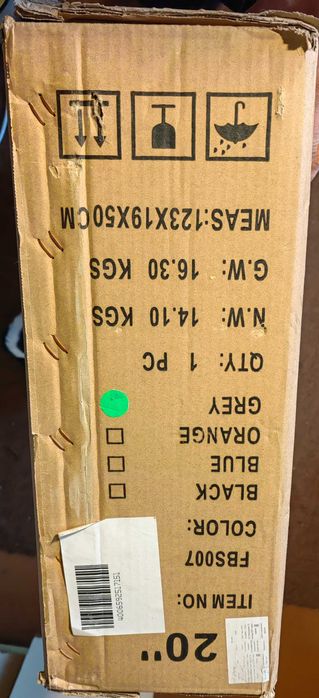 20"
ITEM NO:
FBS007
COLOR:
BLACK
BLUE
ORANGE
GREY
QTY: 1 PC
N.W: 14.10 KGS
G.W: 16.30 KGS
MEAS:123X19X50CM
4006592517151